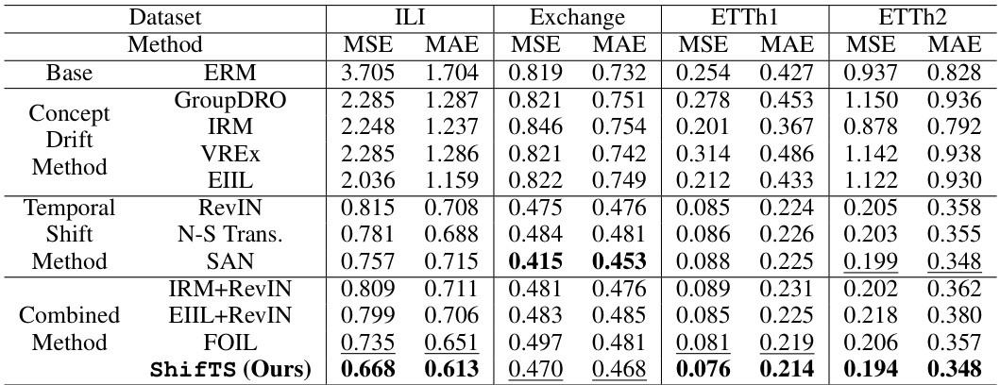 Dataset ILI Exchange ETTh1 ETTh2
Method MSE MAE MSE MAE MSE MAE MSE MAE
Base ERM 3.705 1.704 0.819 0.732 0.254 0.427 0.937 0.828
Concept Drift Method GroupDRO 2.285 1.287 0.821 0.751 0.278 0.453 1.150 0.936
IRM 2.248 1.237 0.846 0.754 0.201 0.367 0.878 0.792
VREx 2.285 1.286 0.821 0.742 0.314 0.486 1.142 0.938
EIIL 2.036 1.159 0.822 0.749 0.212 0.433 1.122 0.930
Temporal RevIN 0.815 0.708 0.475 0.476 0.085 0.224 0.205 0.358
Shift N-S Trans. 0.781 0.688 0.484 0.481 0.086 0.226 0.203 0.355
Method SAN 0.757 0.715 0.415 0.453 0.088 0.225 0.199 0.348
IRM+RevIN 0.809 0.711 0.481 0.476 0.089 0.231 0.202 0.362
Combined EIIL+RevIN 0.799 0.706 0.483 0.485 0.085 0.225 0.218 0.380
Method FOIL 0.735 0.651 0.497 0.481 0.081 0.219 0.206 0.357
ShifTS (Ours) 0.668 0.613 0.470 0.468 0.076 0.214 0.194 0.348